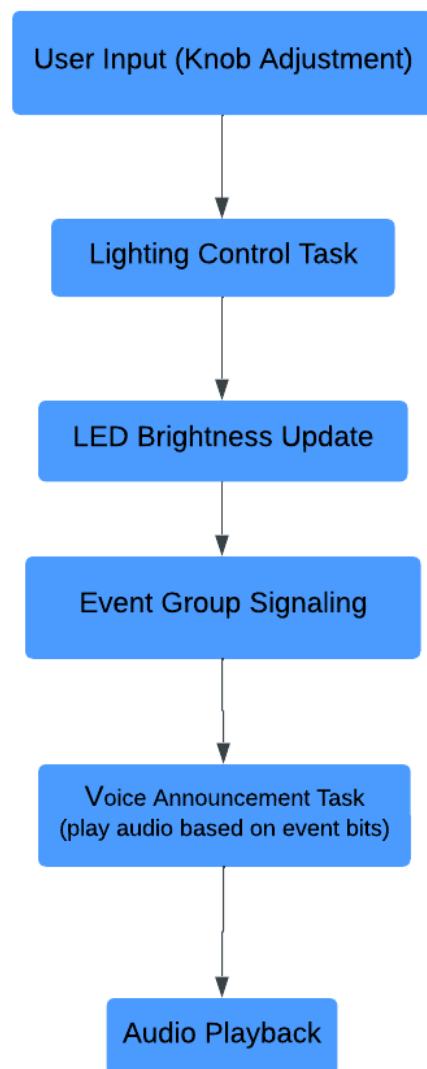 User Input (Knob Adjustment)
Lighting Control Task
LED Brightness Update
Event Group Signaling
Voice Announcement Task
(play audio based on event bits)
Audio Playback